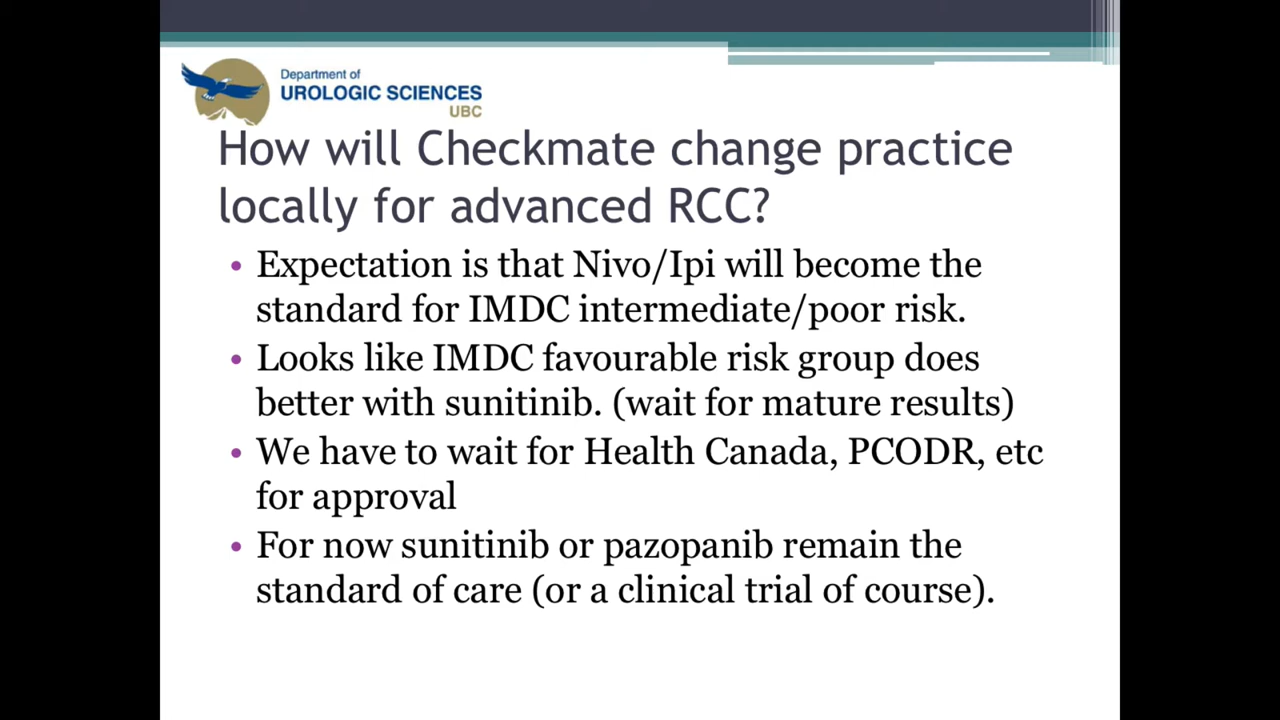 Department of
UROLOGIC SCIENCES
UBC
How will Checkmate change practice
locally for advanced RCC?
• Expectation is that Nivo/Ipi will become the
standard for IMDC intermediate/poor risk.
• Looks like IMDC favourable risk group does
better with sunitinib. (wait for mature results)
• We have to wait for Health Canada, PCODR, etc
for approval
• For now sunitinib or pazopanib remain the
standard of care (or a clinical trial of course).